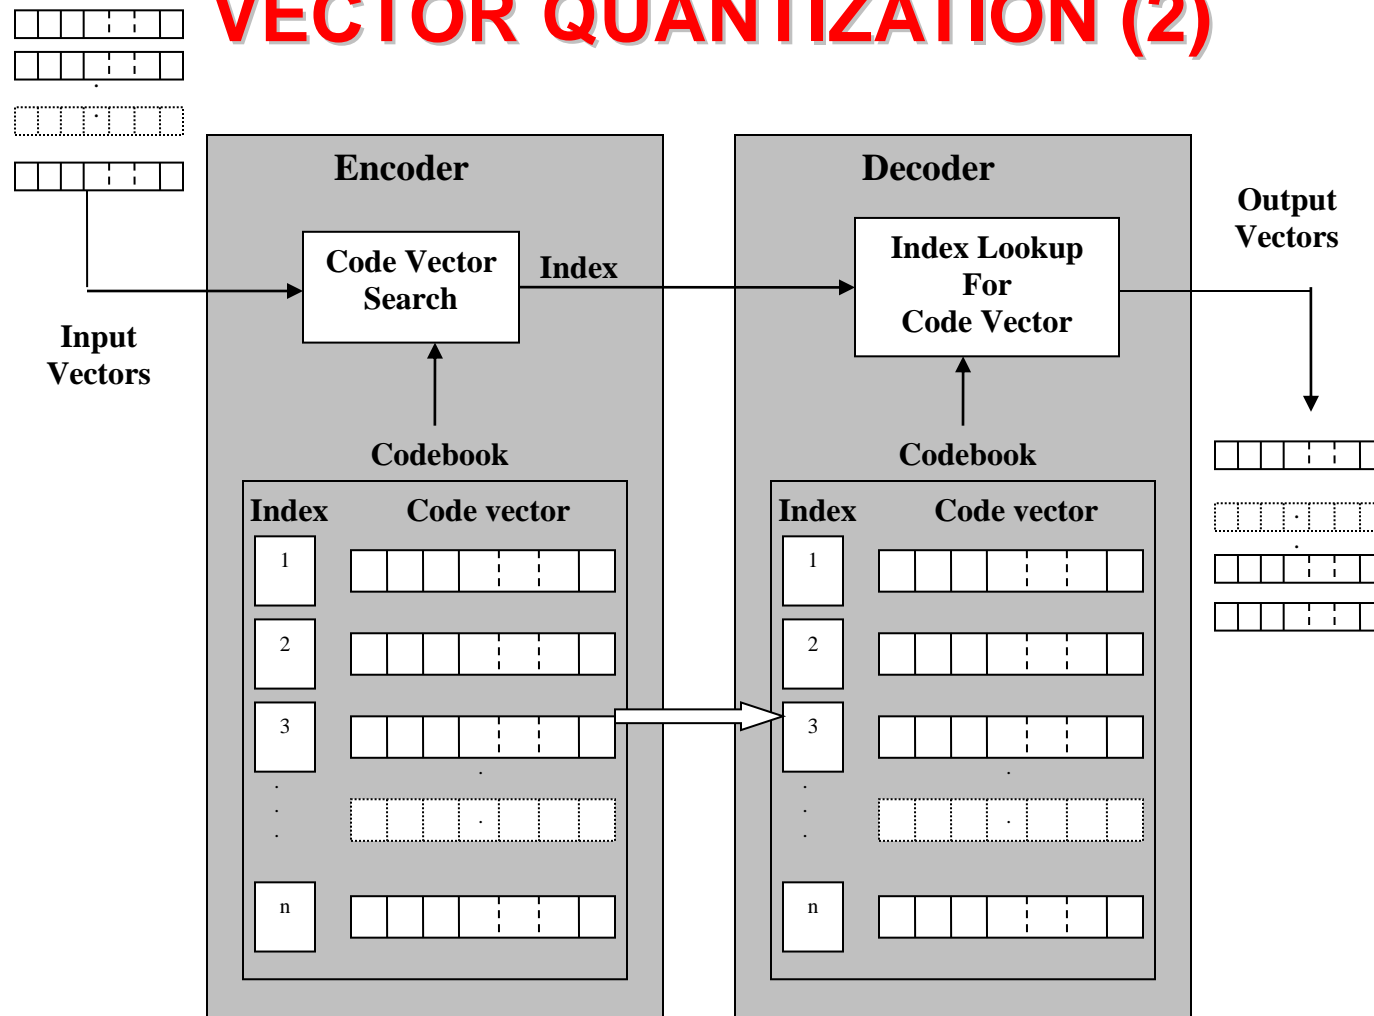 VECTOR QUANTIZATION (2)
Encoder
Decoder
Output
Vectors
Code Vector
Search
Index
Index Lookup
For
Code Vector
Input
Vectors
Codebook
Codebook
Index Code vector
Index Code vector
1
1
2
2
3
3
n
n